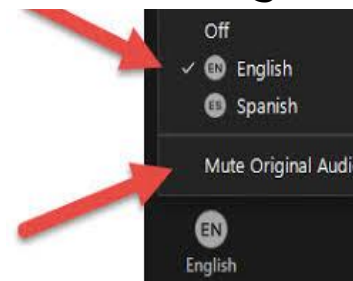 Off
EN English
ES Spanish
Mute Original Audi
EN
English